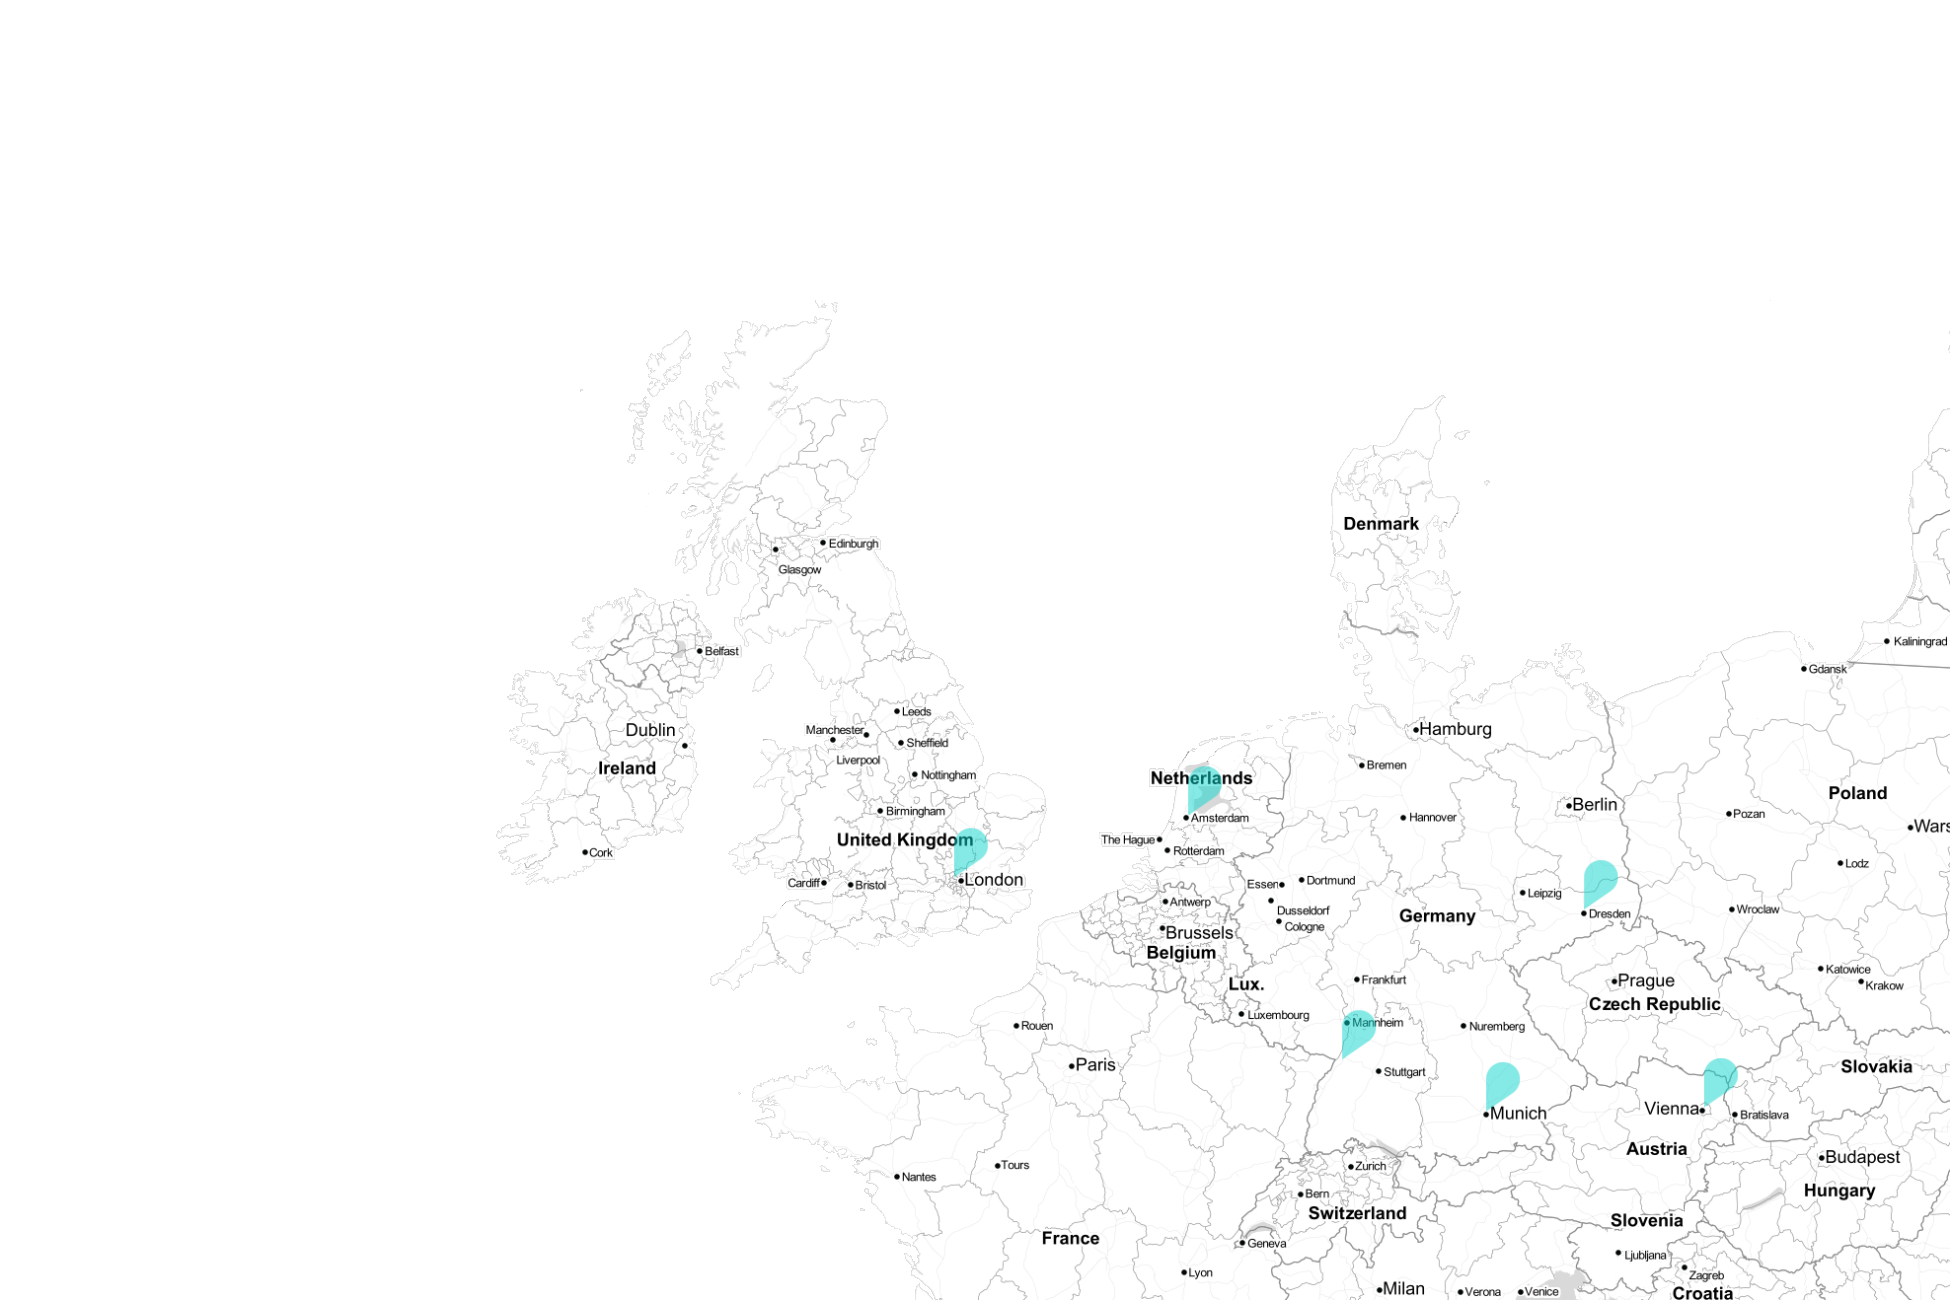 Edinburgh
Glasgow
Denmark
Belfast
Kaliningrad
Gdansk
Leeds
Dublin
Manchester
Hamburg
Sheffield
Liverpool
Ireland
Bremen
Nottingham
Netherlands
Poland
Berlin
Birmingham
Amsterdam
Hannover
Pozan
Wars
United Kingdom
The Hague
Rotterdam
Cork
Lodz
London
Cardiff
Bristol
Essen
Dortmund
Leipzig
Antwerp
Dusseldorf
Germany
Dresden
Wroclaw
Cologne
Brussels
Belgium
Katowice
Frankfurt
Prague
Lux.
Krakow
Czech Republic
Luxembourg
Mannheim
Rouen
Nuremberg
Paris
Slovakia
Stuttgart
Vienna
Munich
Bratislava
Austria
Budapest
Tours
Zurich
Nantes
Bern
Hungary
Switzerland
Slovenia
France
Geneva
Ljubljana
Lyon
Zagreb
Milan
Verona
Venice
Croatia